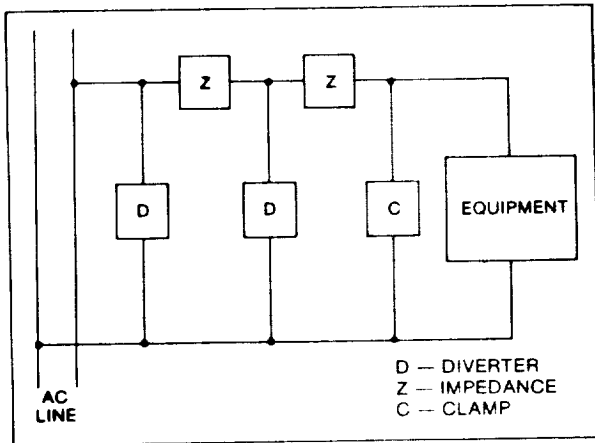 Z
Z
D
D
C
EQUIPMENT
D — DIVERTER
Z — IMPEDANCE
C — CLAMP
AC
LINE